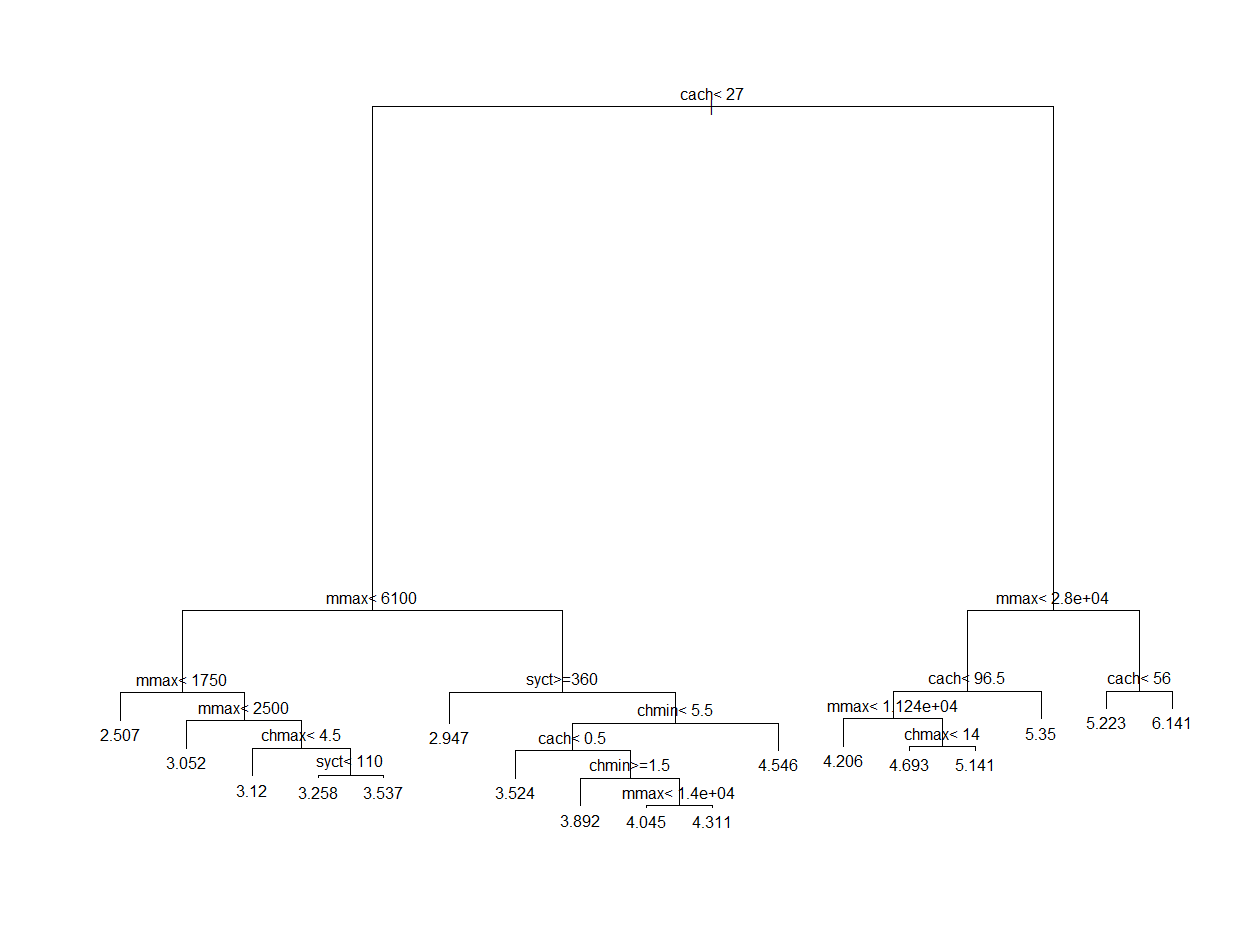 cach< 27
mmax< 6100
mmax< 2.8e+04
mmax< 1750
syct>=360
cach< 96.5
cach< 56
mmax< 2500
chmin< 5.5
mmax< 1.124e+04
2.507
chmax< 4.5
2.947
cach< 0.5
chmax< 14
5.35
5.223
6.141
3.052
syct< 110
chmin>=1.5
4.546
4.206
4.693
5.141
3.12
3.258
3.537
3.524
mmax< 1.4e+04
3.892
4.045
4.311